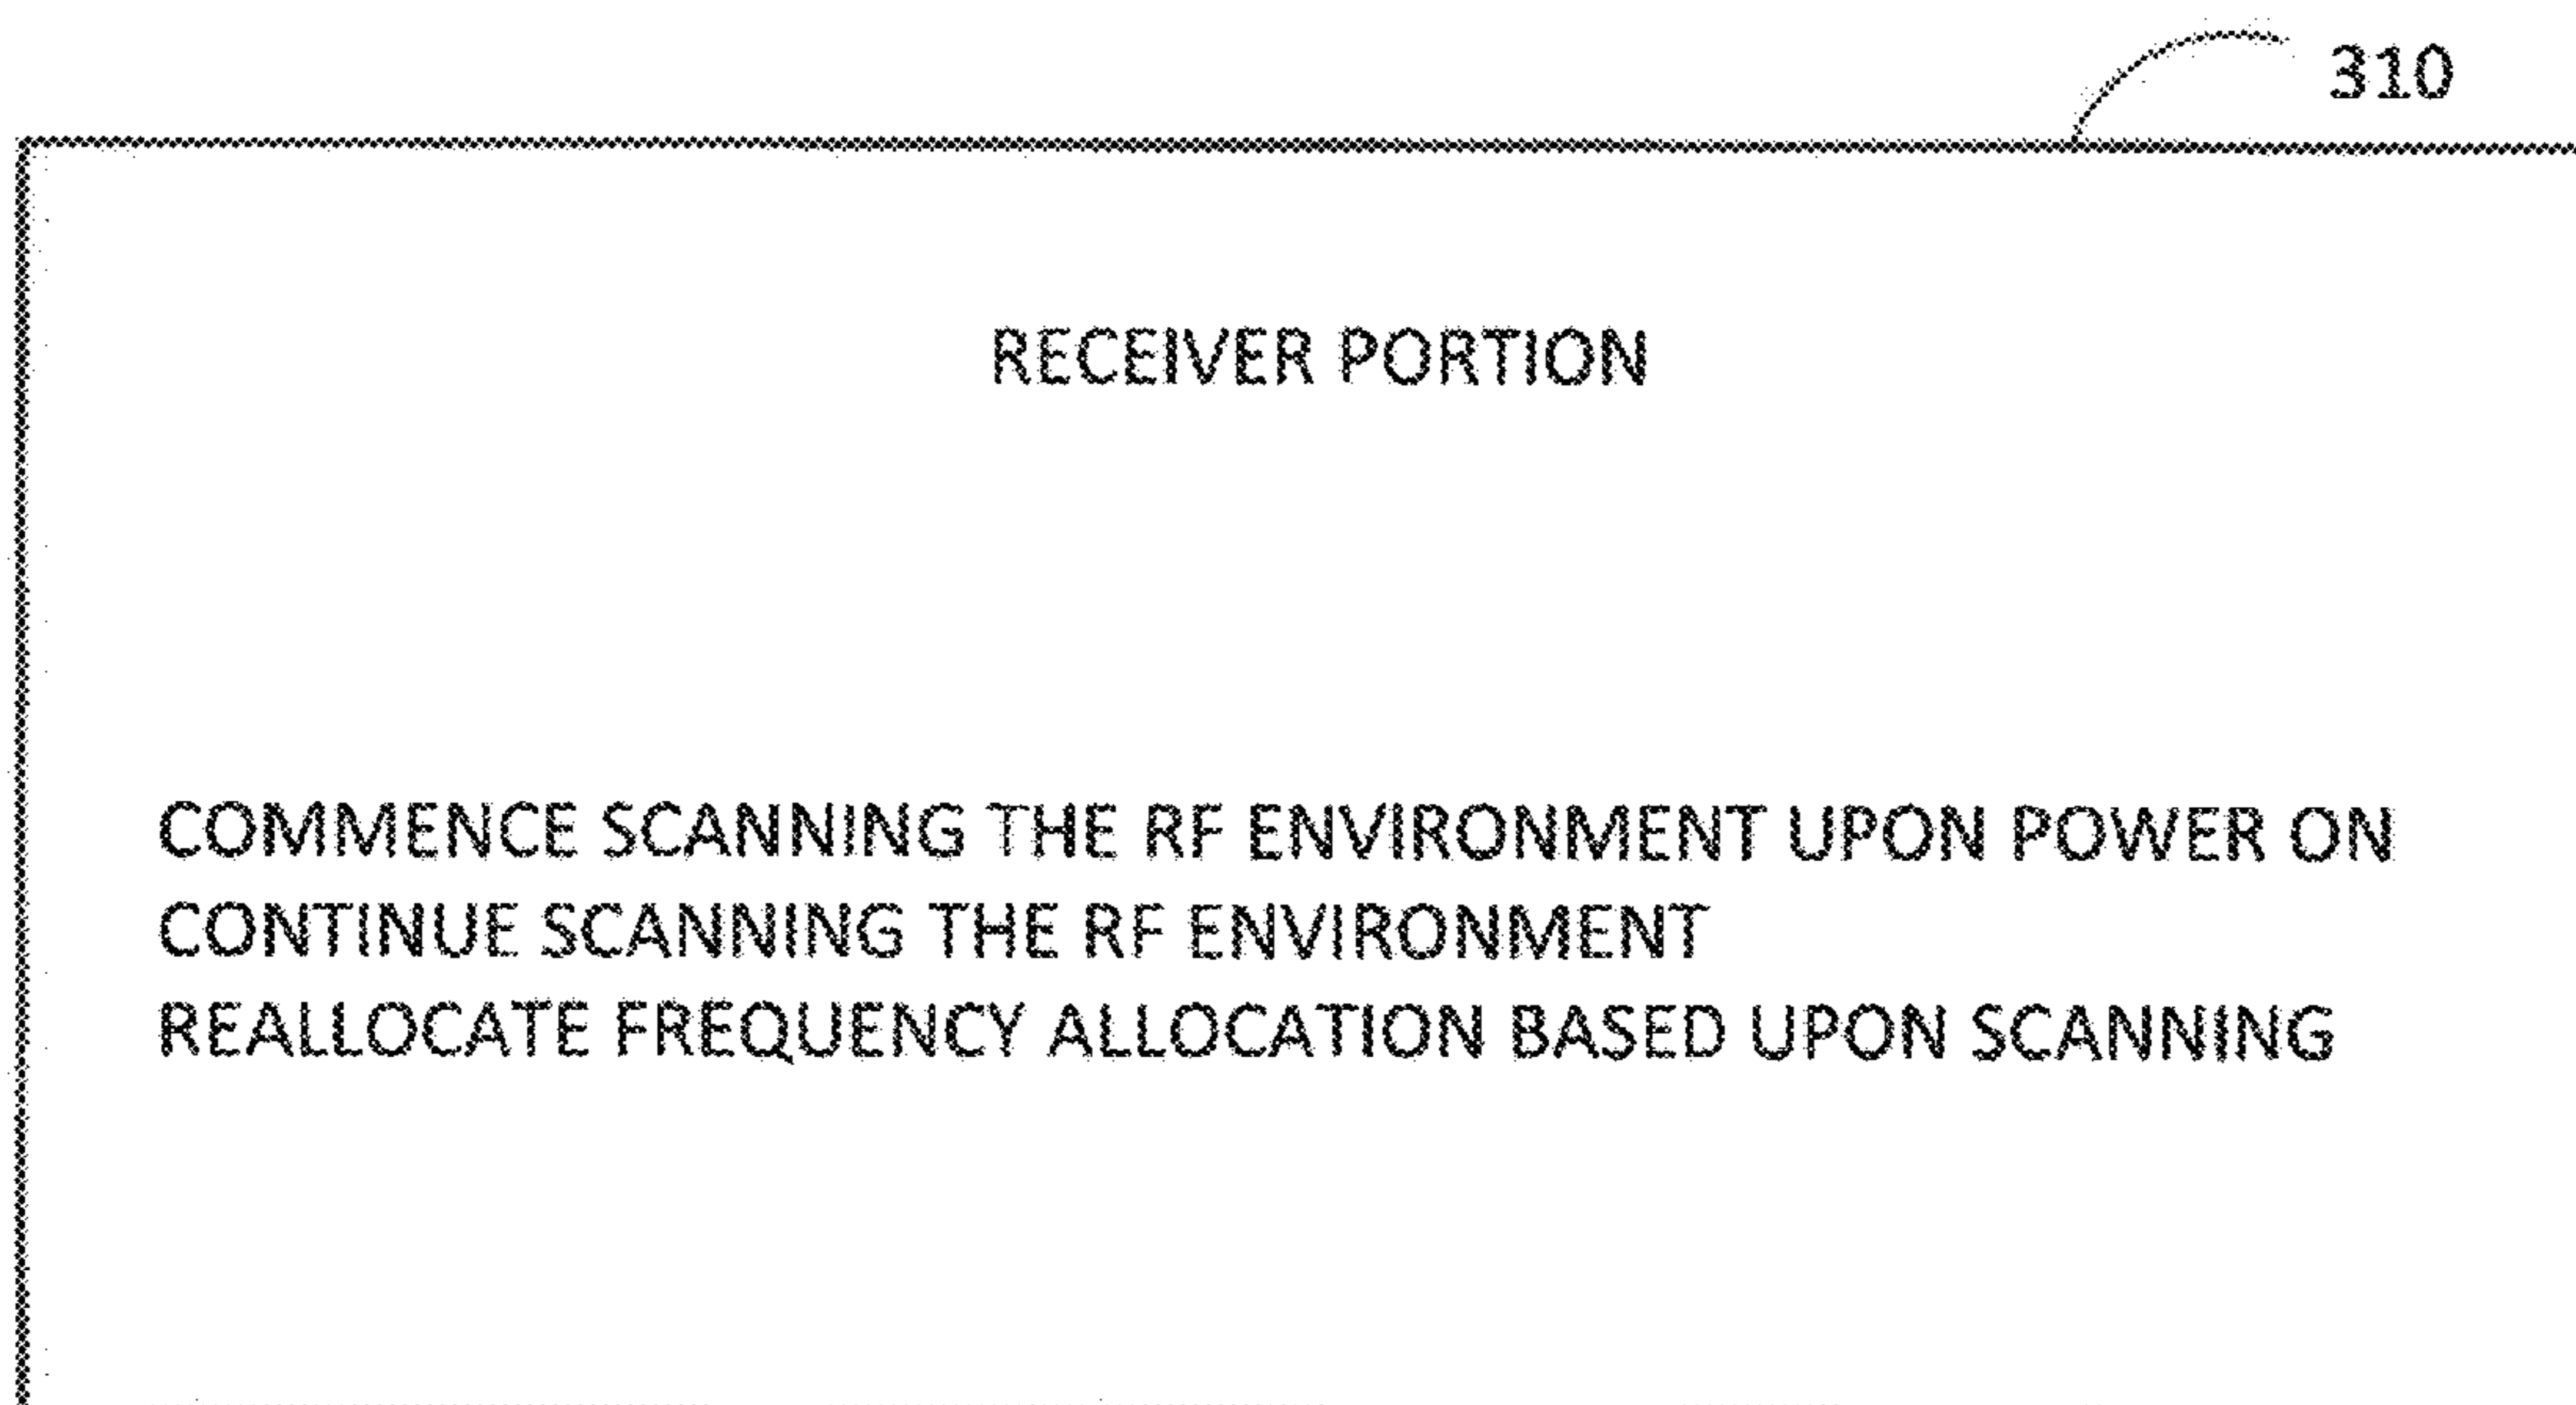 310
RECEIVER PORTION
COMMENCE SCANNING THE RF ENVIRONMENT UPON POWER ON
CONTINUE SCANNING THE RF ENVIRONMENT
REALLOCATE FREQUENCY ALLOCATION BASED UPON SCANNING